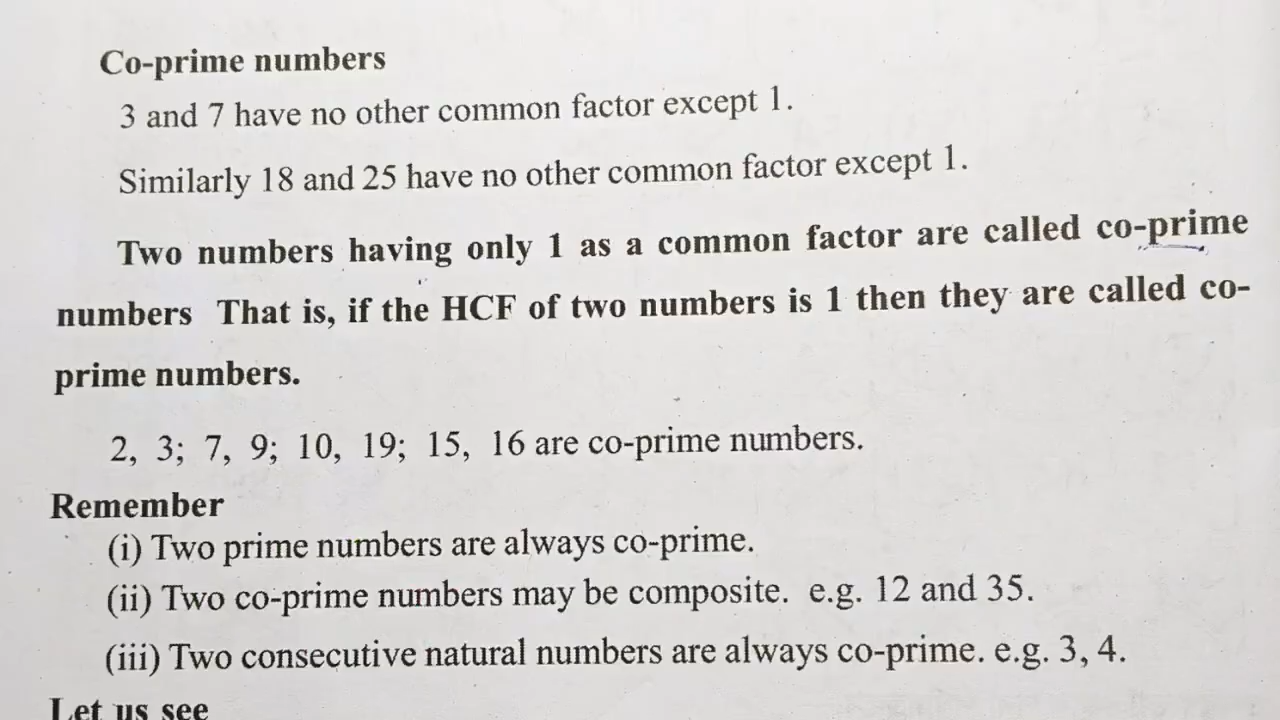 Co-prime numbers
3 and 7 have no other common factor except 1.
Similarly 18 and 25 have no other common factor except 1.
Two numbers having only 1 as a common factor are called co-prime
numbers That is, if the HCF of two numbers is 1 then they are called co-
prime numbers.
2, 3; 7, 9; 10, 19; 15, 16 are co-prime numbers.
Remember
(i) Two prime numbers are always co-prime.
(ii) Two co-prime numbers may be composite. e.g. 12 and 35.
(iii) Two consecutive natural numbers are always co-prime. e.g. 3, 4.
Let us see